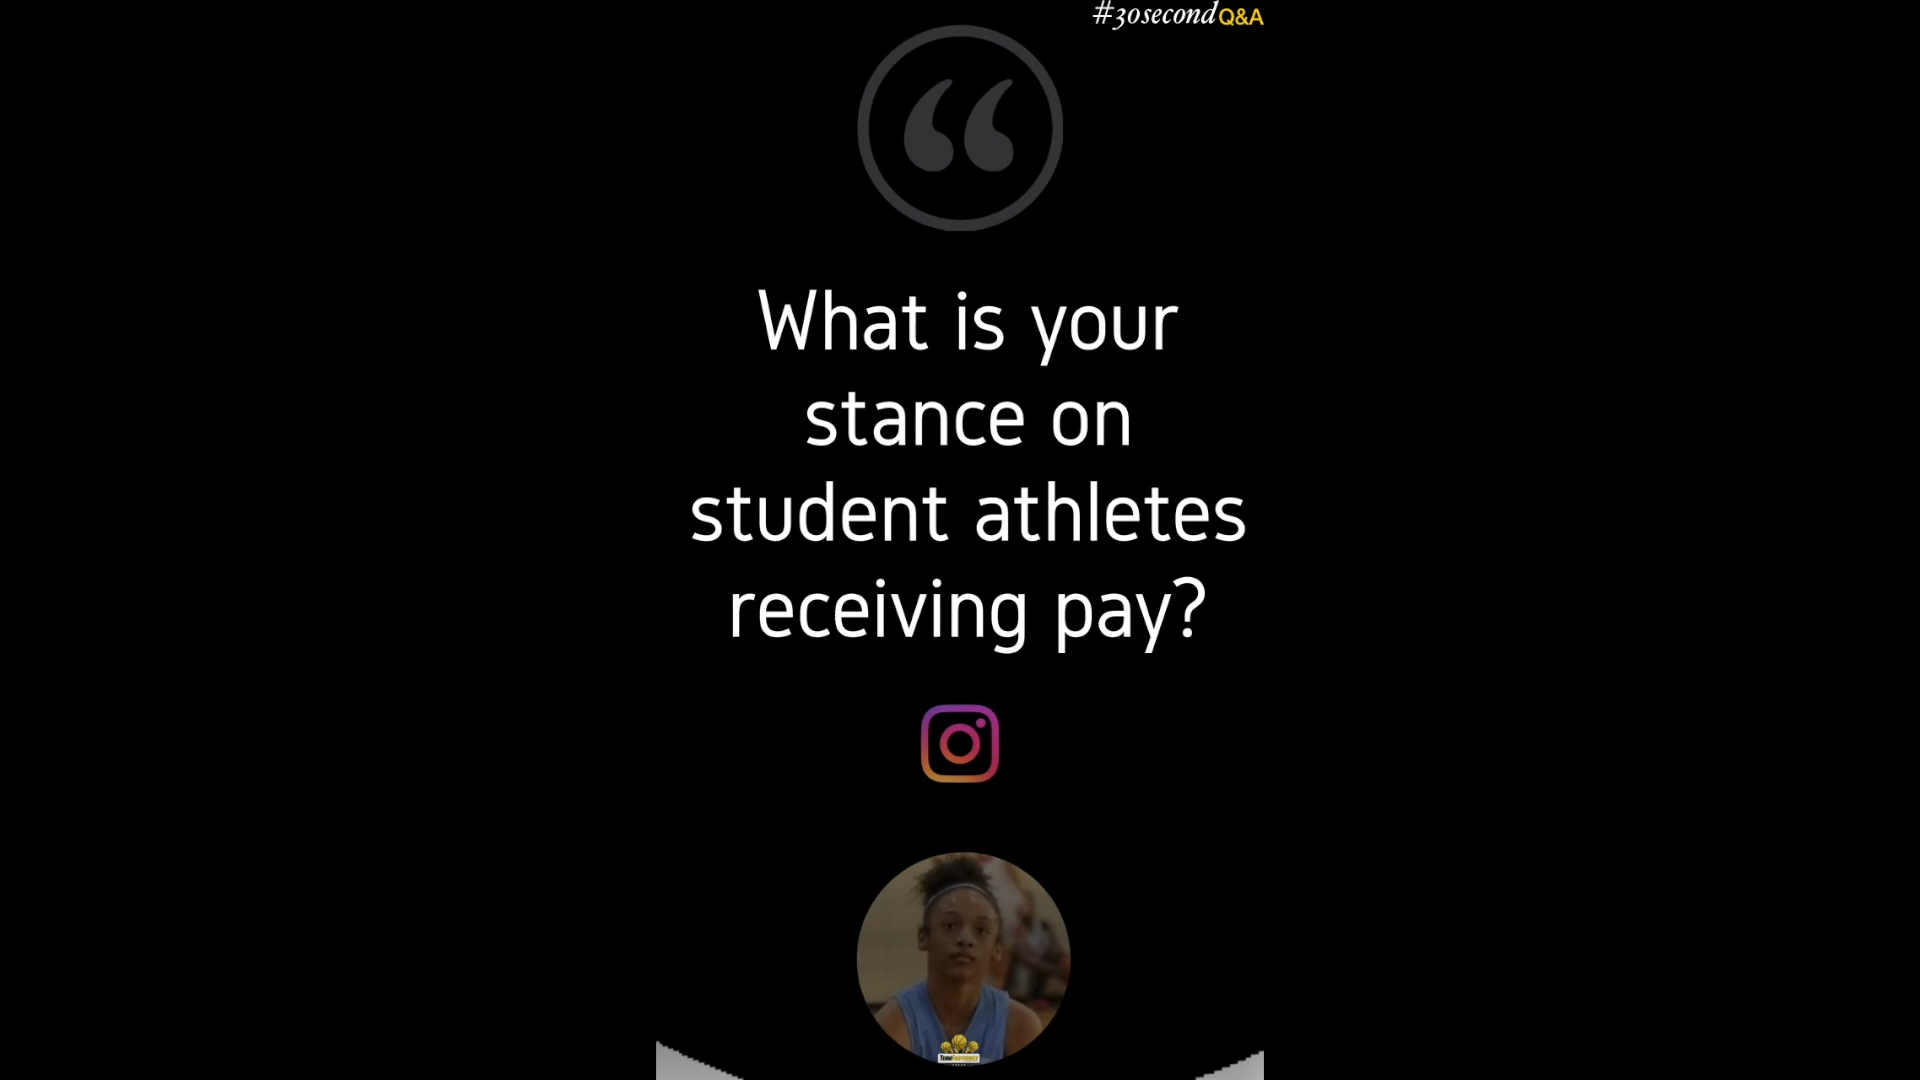 #30secondQ&A
What is your
stance on
student athletes
receiving pay?